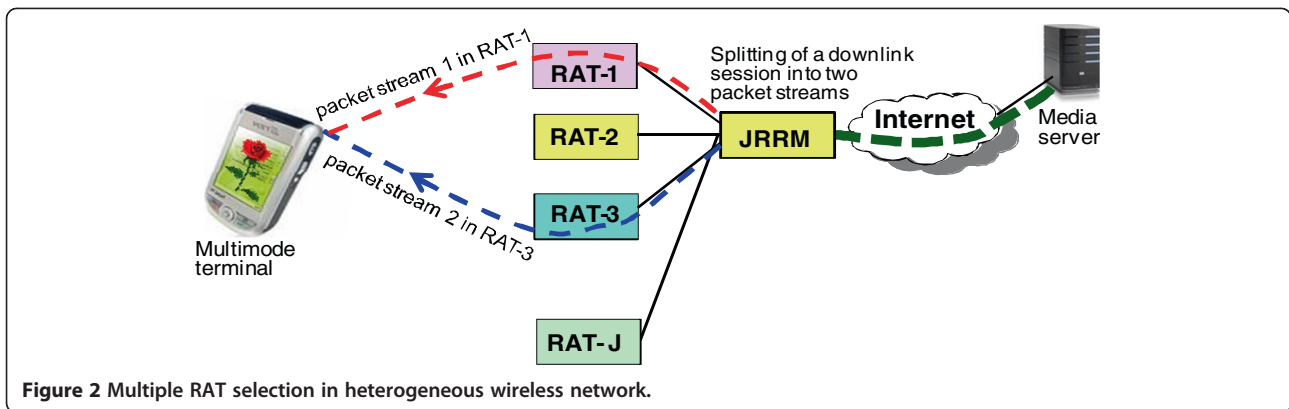 packet stream 1 in RAT-1
RAT-1
Splitting of a downlink
session into two
packet streams
RAT-2
JRRM
Internet
Media
server
packet stream 2 in RAT-3
RAT-3
Multimode
terminal
RAT-J
Figure 2 Multiple RAT selection in heterogeneous wireless network.